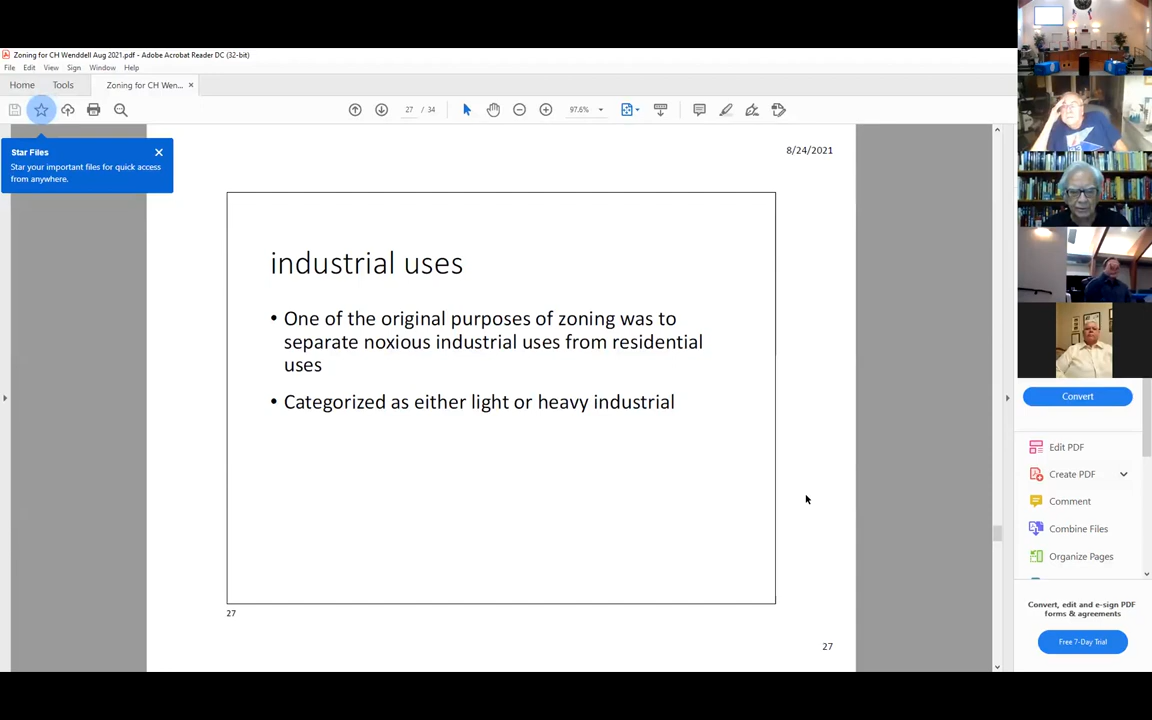 Zoning for CH Wenddell Aug 2021.pdf - Adobe Acrobat Reader DC (32-bit)
File Edit View Sign Window Help
Home Tools Zoning for CH Wen... ×
27 / 34 97.6%
Star Files
Star your important files for quick access
from anywhere.
8/24/2021
industrial uses
• One of the original purposes of zoning was to
separate noxious industrial uses from residential
uses
• Categorized as either light or heavy industrial
27
27
Convert
Edit PDF
Create PDF
Comment
Combine Files
Organize Pages
Convert, edit and e-sign PDF
forms & agreements
Free 7-Day Trial